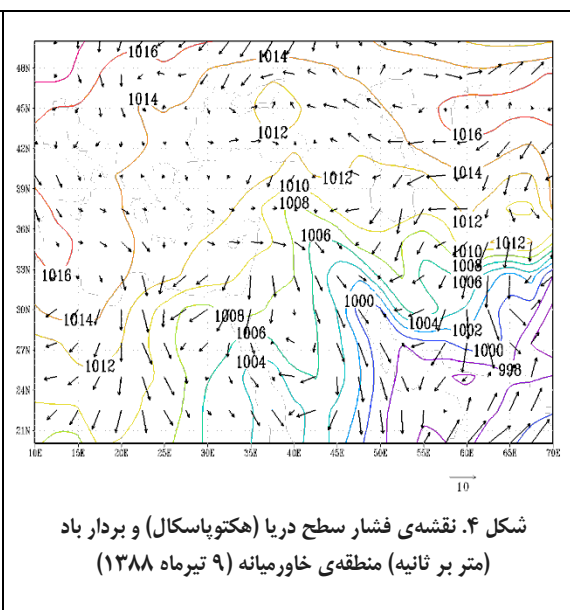 1016
1014
48N
1014
45N
1016
1012
42N
1014
1012
1010
39N
1008
1012
36N
1006
1012
1010
1008
33N
1016
1006
1000
30N
1014
1008
1004
1002
1006
27N
1000
1012
1004
998
24N
21N
10E 15E 20E 25E 30E 35E 40E 45E 50E 55E 60E 65E 70E
10
شکل ۴. نقشه‌ی فشار سطح دریا (هکتوپاسکال) و بردار باد
(متر بر ثانیه) منطقه‌ی خاورمیانه (۹ تیرماه ۱۳۸۸)